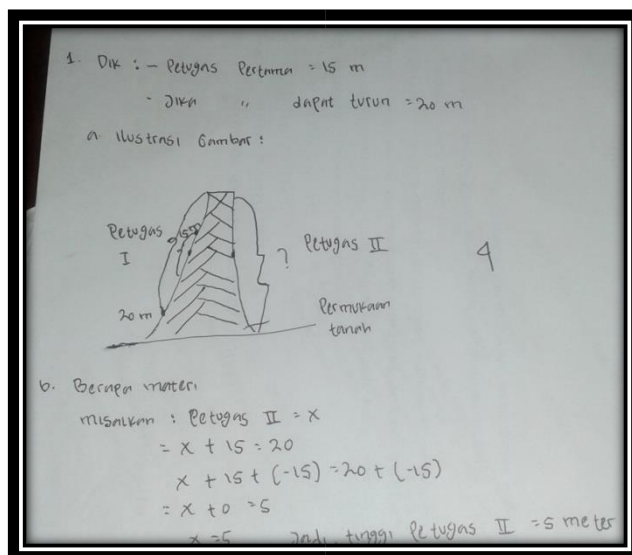 1. Dik : - Petugas Pertama = 15 m
- Jika " dapat turun = 20 m
a. Ilustrasi Gambar :
Petugas I
15
20 m
? Petugas II
4
Permukaan tanah
b. Berapa materi
misalkan : Petugas II = x
= x + 15 = 20
x + 15 + (-15) = 20 + (-15)
= x + 0 = 5
x = 5 Jadi tinggi Petugas II = 5 meter